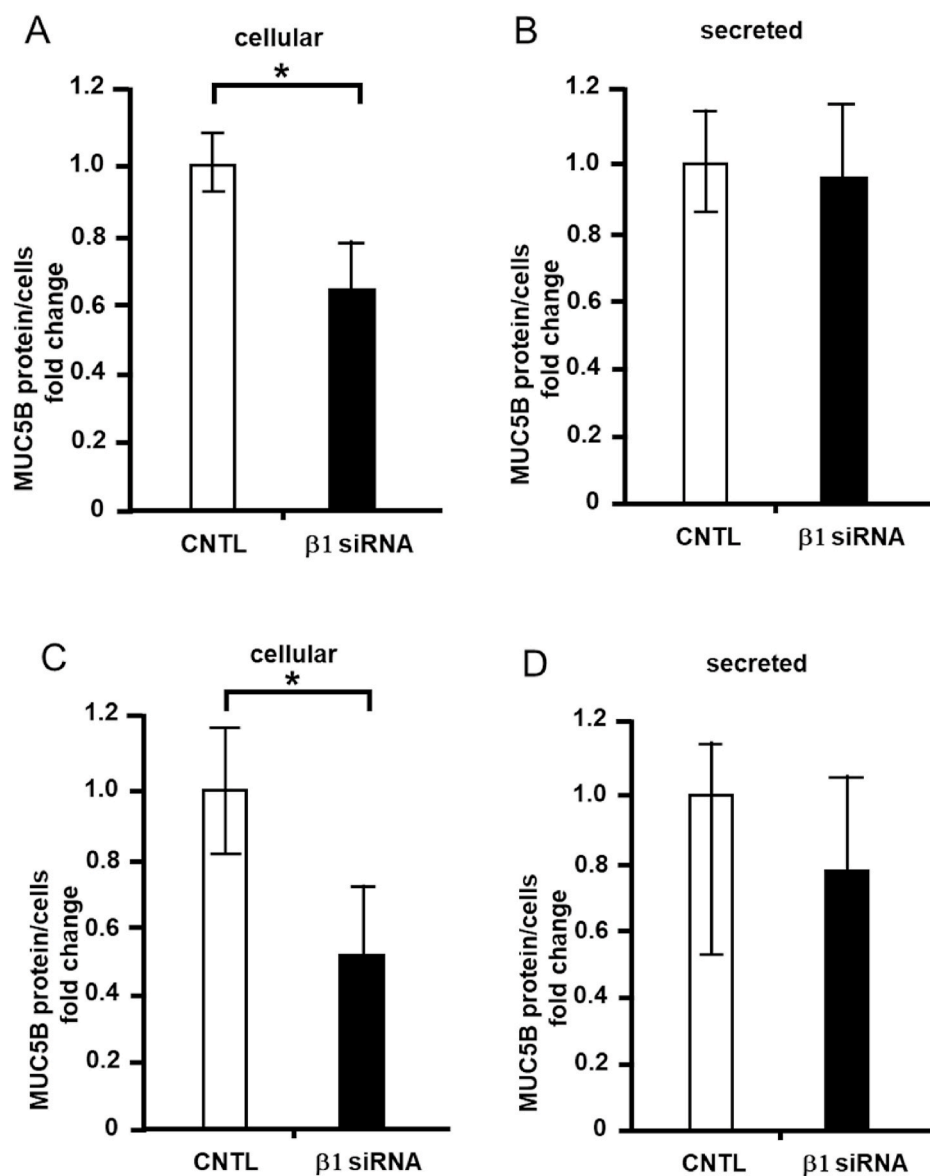 A
cellular
*
1.2
1.0
0.8
0.6
0.4
0.2
0
MUC5B protein/cells
fold change
CNTL
β1 siRNA
B
secreted
1.2
1.0
0.8
0.6
0.4
0.2
0
MUC5B protein/cells
fold change
CNTL
β1 siRNA
C
cellular
*
1.2
1.0
0.8
0.6
0.4
0.2
0
MUC5B protein/cells
fold change
CNTL
β1 siRNA
D
secreted
1.2
1.0
0.8
0.6
0.4
0.2
0
MUC5B protein/cells
fold change
CNTL
β1 siRNA